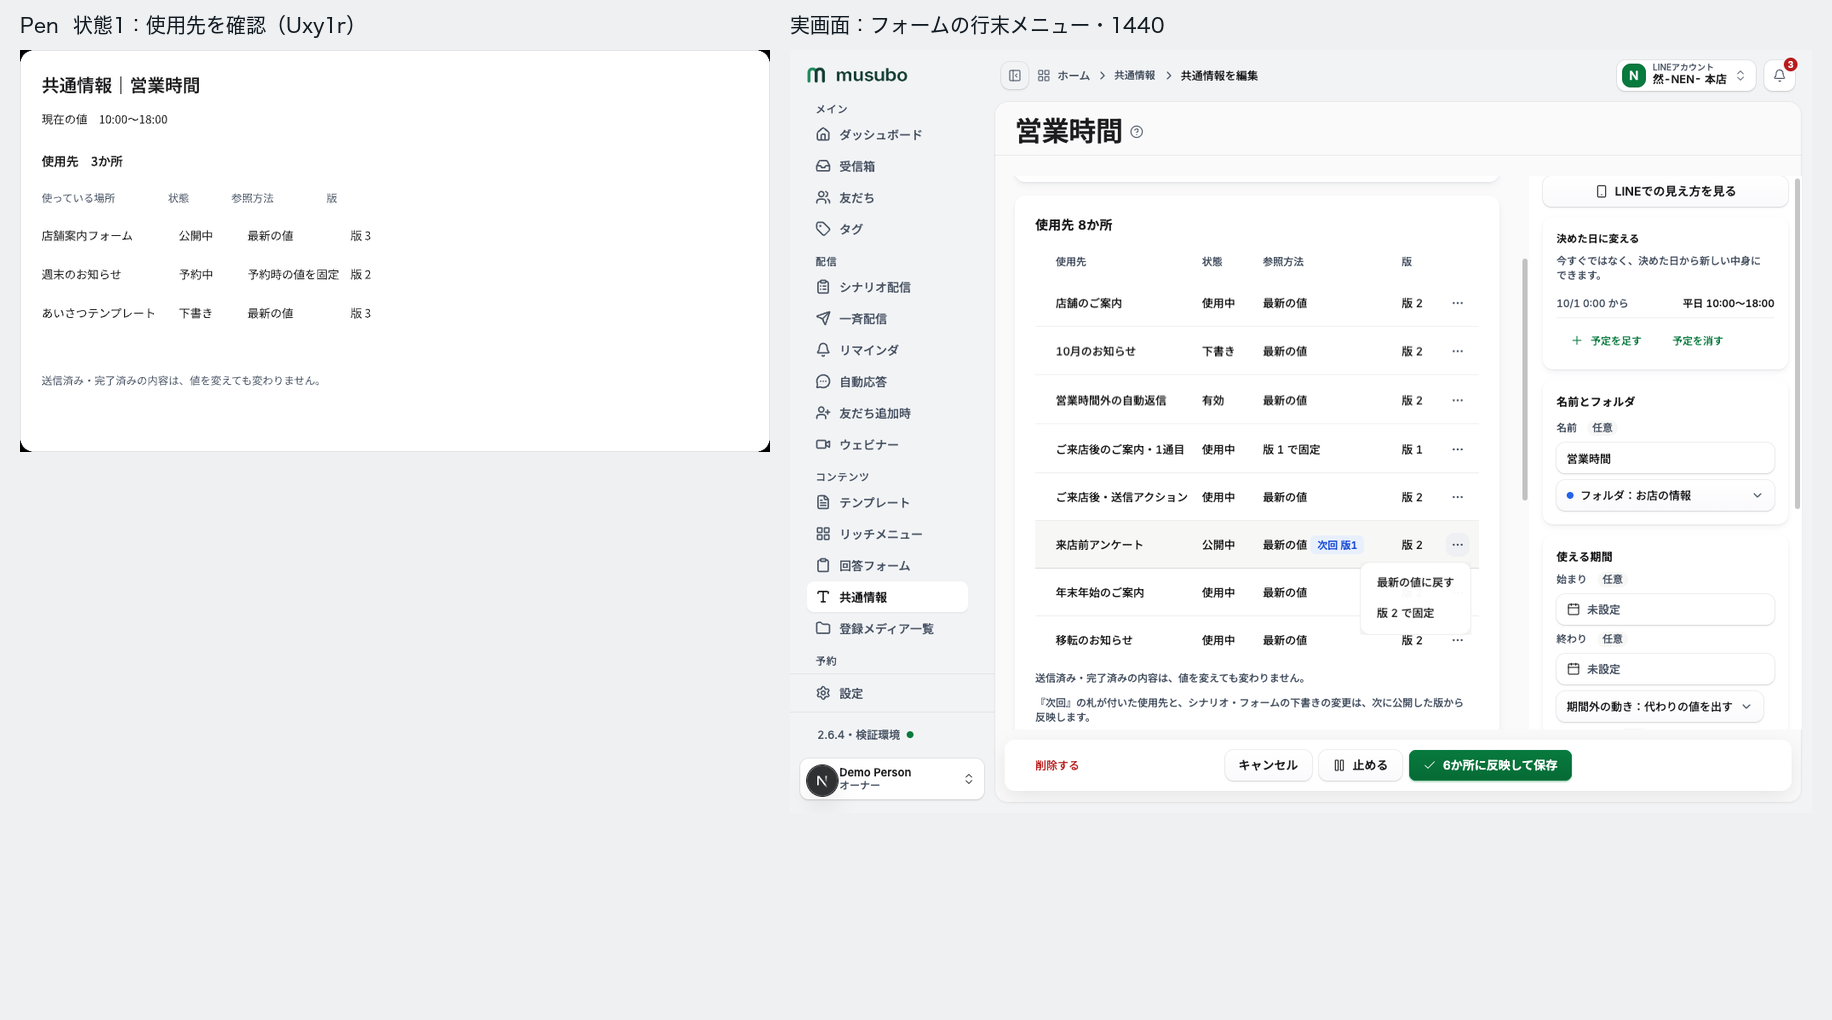 Pen 状態1：使用先を確認（Uxy1r）
共通情報｜営業時間
現在の値 10:00〜18:00
使用先 3か所
使っている場所 状態 参照方法 版
店舗案内フォーム 公開中 最新の値 版 3
週末のお知らせ 予約中 予約時の値を固定 版 2
あいさつテンプレート 下書き 最新の値 版 3
送信済み・完了済みの内容は、値を変えても変わりません。
実画面：フォームの行末メニュー・1440
musubo
メイン
ダッシュボード
受信箱
友だち
タグ
配信
シナリオ配信
一斉配信
リマインダ
自動応答
友だち追加時
ウェビナー
コンテンツ
テンプレート
リッチメニュー
回答フォーム
共通情報
登録メディア一覧
予約
設定
2.6.4・検証環境
N
Demo Person
オーナー
ホーム 共通情報 共通情報を編集
N
LINEアカウント
然-NEN- 本店
3
営業時間
使用先 8か所
使用先 状態 参照方法 版
店舗のご案内 使用中 最新の値 版 2
10月のお知らせ 下書き 最新の値 版 2
営業時間外の自動返信 有効 最新の値 版 2
ご来店後のご案内・1通目 使用中 版 1 で固定 版 1
ご来店後・送信アクション 使用中 最新の値 版 2
来店前アンケート 公開中 最新の値 次回 版1 版 2
最新の値に戻す
版 2 で固定
年末年始のご案内 使用中 最新の値
移転のお知らせ 使用中 最新の値 版 2
送信済み・完了済みの内容は、値を変えても変わりません。
『次回』の札が付いた使用先と、シナリオ・フォームの下書きの変更は、次に公開した版から
反映します。
LINEでの見え方を見る
決めた日に変える
今すぐではなく、決めた日から新しい中身に
できます。
10/1 0:00 から 平日 10:00〜18:00
予定を足す 予定を消す
名前とフォルダ
名前 任意
営業時間
フォルダ：お店の情報
使える期間
始まり 任意
未設定
終わり 任意
未設定
期間外の動き：代わりの値を出す
削除する
キャンセル
止める
6か所に反映して保存